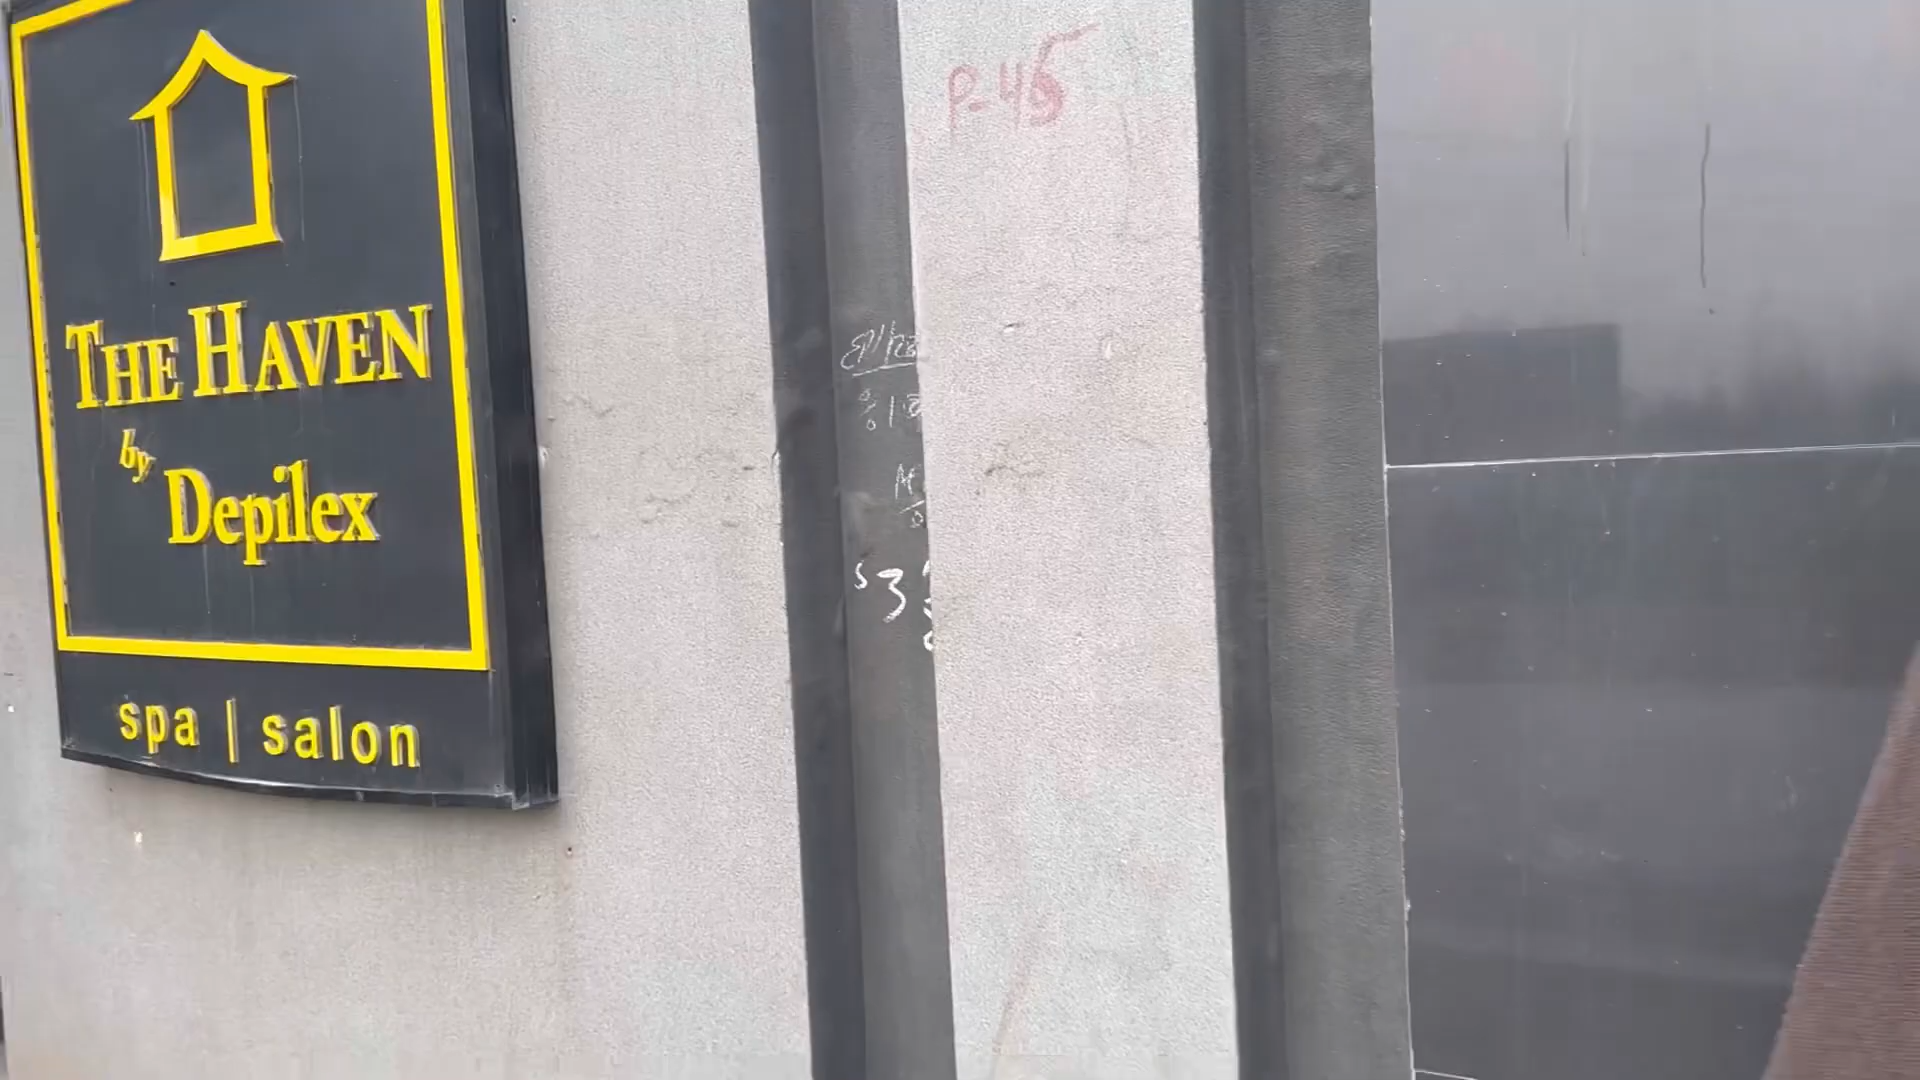 THE HAVEN
by
Depilex
spa | salon
P-45